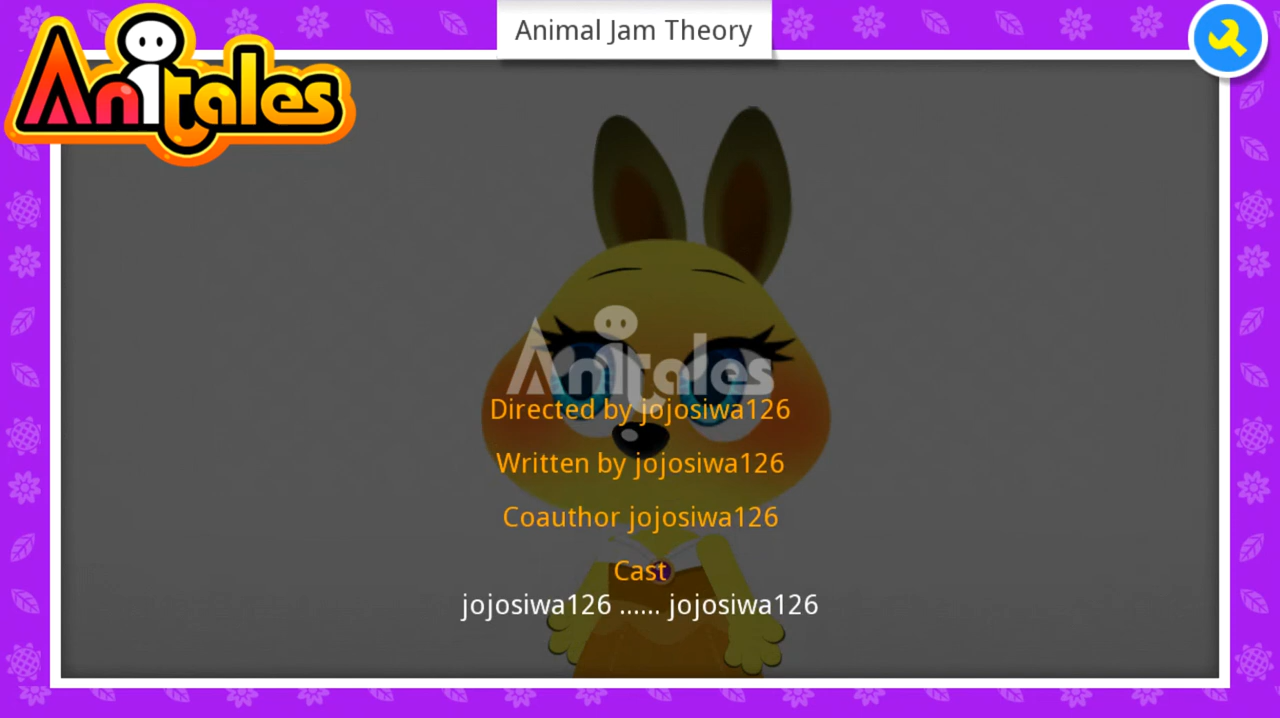 Animal Jam Theory
Anitales
Anitales
Directed by jojosiwa126
Written by jojosiwa126
Coauthor jojosiwa126
Cast
jojosiwa126 ...... jojosiwa126